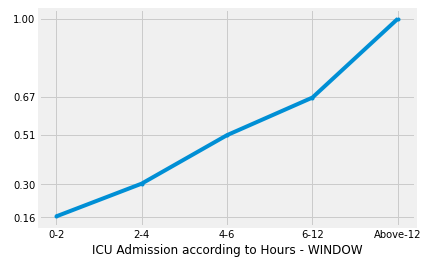 1.00
0.67
0.51
0.30
0.16
0-2 2-4 4-6 6-12 Above-12
ICU Admission according to Hours - WINDOW